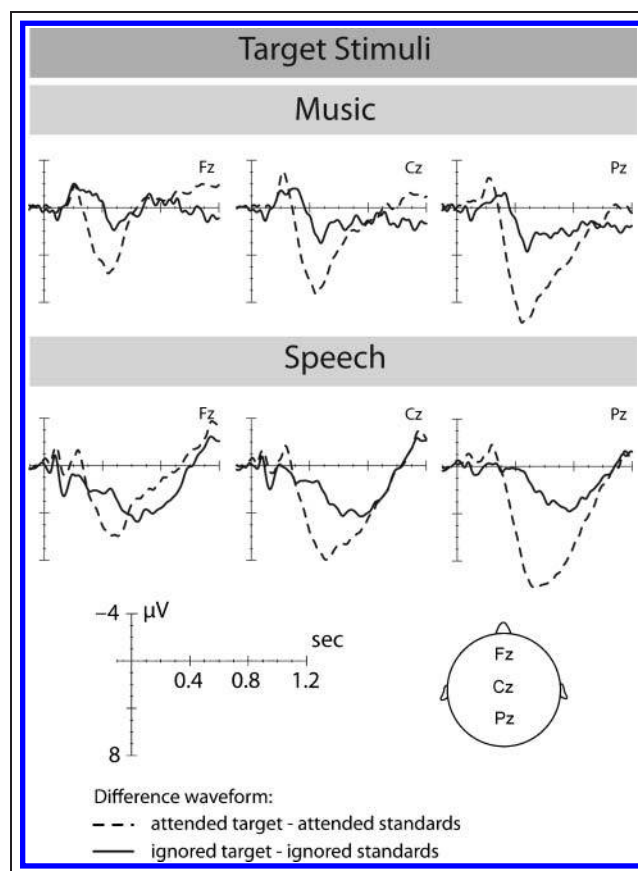 Target Stimuli
Music
Fz Cz Pz
Speech
Fz Cz Pz
−4 µV
sec
0.4 0.8 1.2
8
Fz
Cz
Pz
Difference waveform:
attended target - attended standards
ignored target - ignored standards